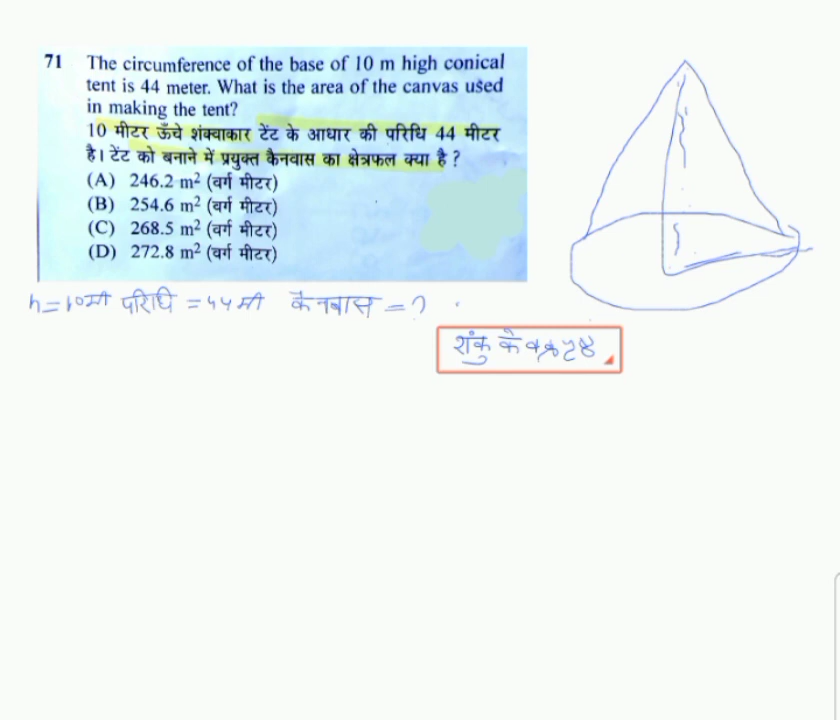 71 The circumference of the base of 10 m high conical
tent is 44 meter. What is the area of the canvas used
in making the tent?
10 मीटर ऊँचे शंक्वाकार टेंट के आधार की परिधि 44 मीटर
है। टेंट को बनाने में प्रयुक्त कैनवास का क्षेत्रफल क्या है ?
(A) 246.2 m² (वर्ग मीटर)
(B) 254.6 m² (वर्ग मीटर)
(C) 268.5 m² (वर्ग मीटर)
(D) 272.8 m² (वर्ग मीटर)
h=10मी परिधि =44मी कैनवास =?
शंकु के वक्रपृष्ठ